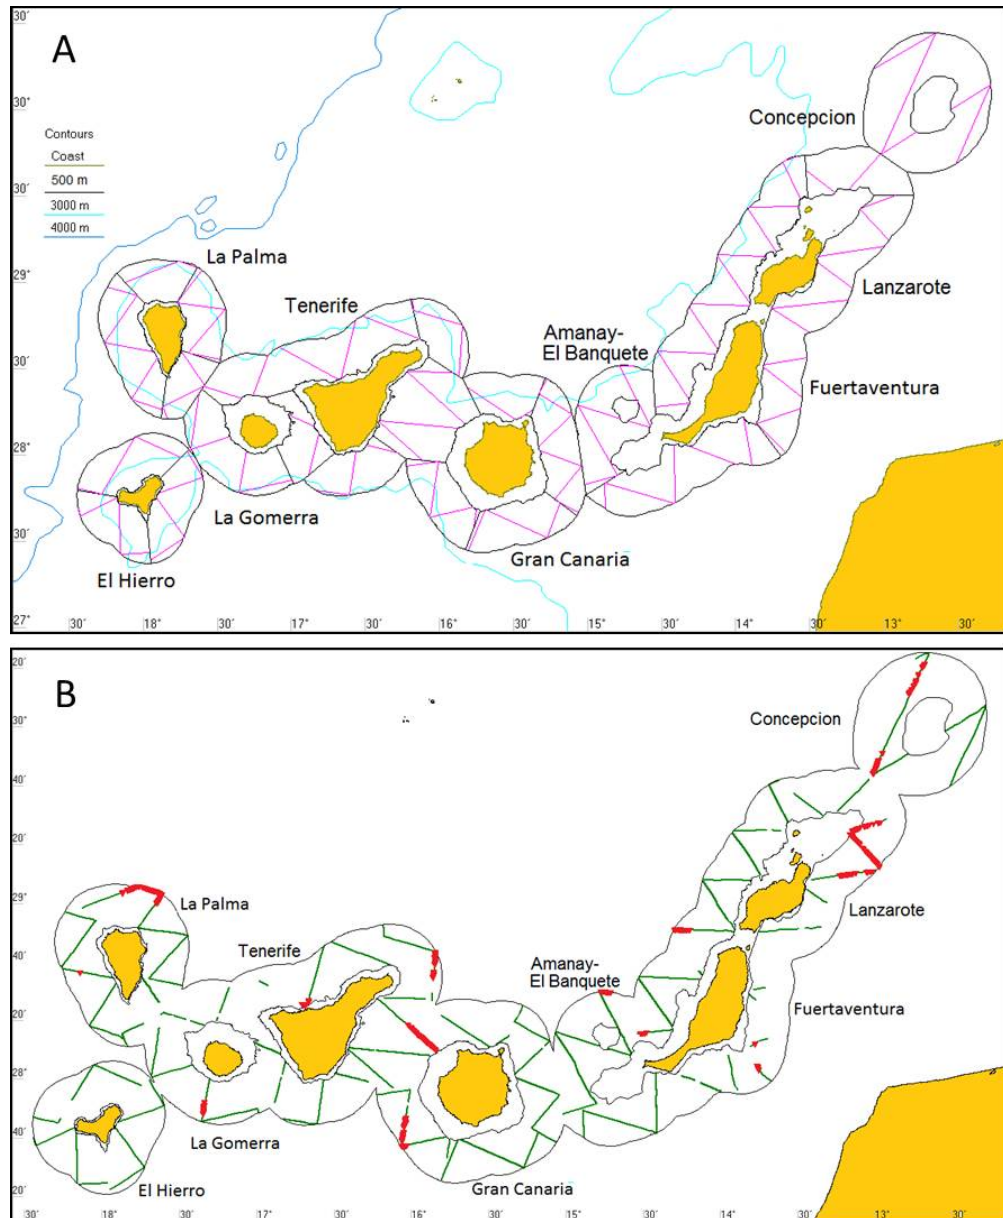 A
30´
30´
30´
29°
30´
28°
30´
27°
Contours
Coast
500 m
3000 m
4000 m
Concepcion
La Palma
Tenerife
Amanay-
El Banquete
Lanzarote
Fuertaventura
La Gomerra
Gran Canaria
El Hierro
30´ 18° 30´ 17° 30´ 16° 30´ 15° 30´ 14° 30´ 13° 30´
B
20´
30°
40´
20´
29°
40´
20´
28°
40´
20´
Concepcion
La Palma
Lanzarote
Tenerife
Amanay-
El Banquete
Fuertaventura
La Gomerra
El Hierro
Gran Canaria
30´ 18° 30´ 17° 30´ 16° 30´ 15° 30´ 14° 30´ 13° 30´